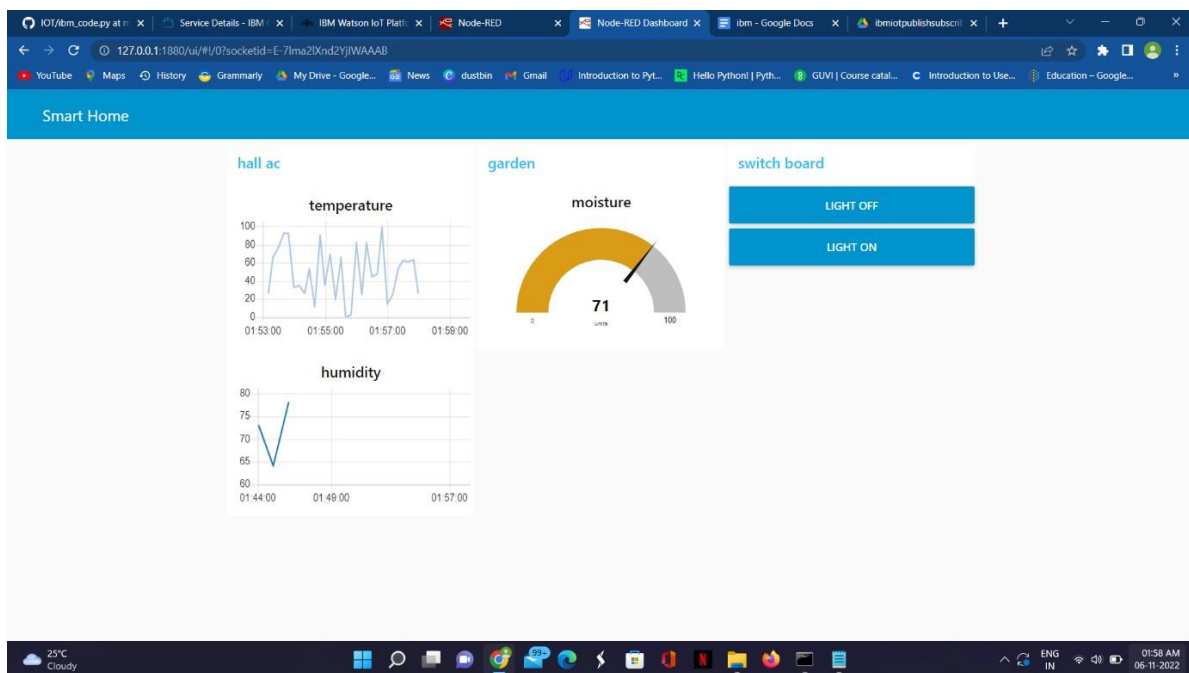 IOT/ibm_code.py at m
Service Details - IBM
IBM Watson IoT Platf
Node-RED
Node-RED Dashboard
ibm - Google Docs
ibmiotpublishsubscri
127.0.0.1:1880/ui/#!/0?socketid=E-7Ima2lXnd2YjIWAAAB
YouTube Maps History Grammarly My Drive - Google... News dustbin Gmail Introduction to Pyt... Hello Python! | Pyth... GUVI | Course catal... Introduction to Use... Education – Google... »
Smart Home
hall ac
temperature
100
80
60
40
20
0
01:53:00 01:55:00 01:57:00 01:59:00
humidity
80
75
70
65
60
01:44:00 01:49:00 01:57:00
garden
moisture
71
units
0 100
switch board
LIGHT OFF
LIGHT ON
25°C
Cloudy
99+
ENG
IN
01:58 AM
06-11-2022